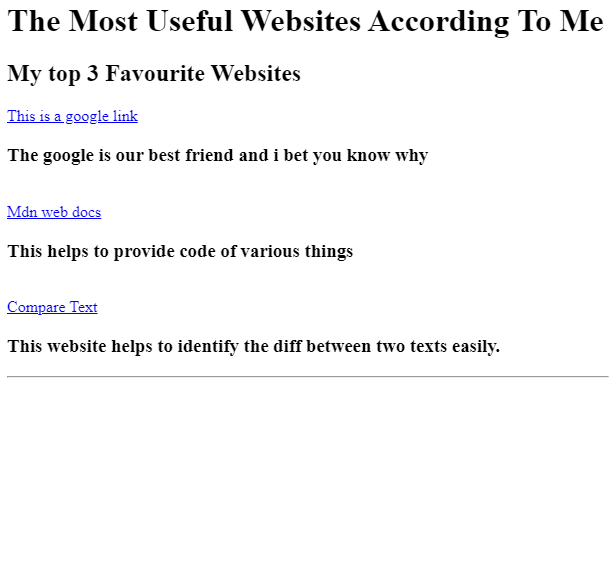 The Most Useful Websites According To Me
My top 3 Favourite Websites
This is a google link
The google is our best friend and i bet you know why
Mdn web docs
This helps to provide code of various things
Compare Text
This website helps to identify the diff between two texts easily.